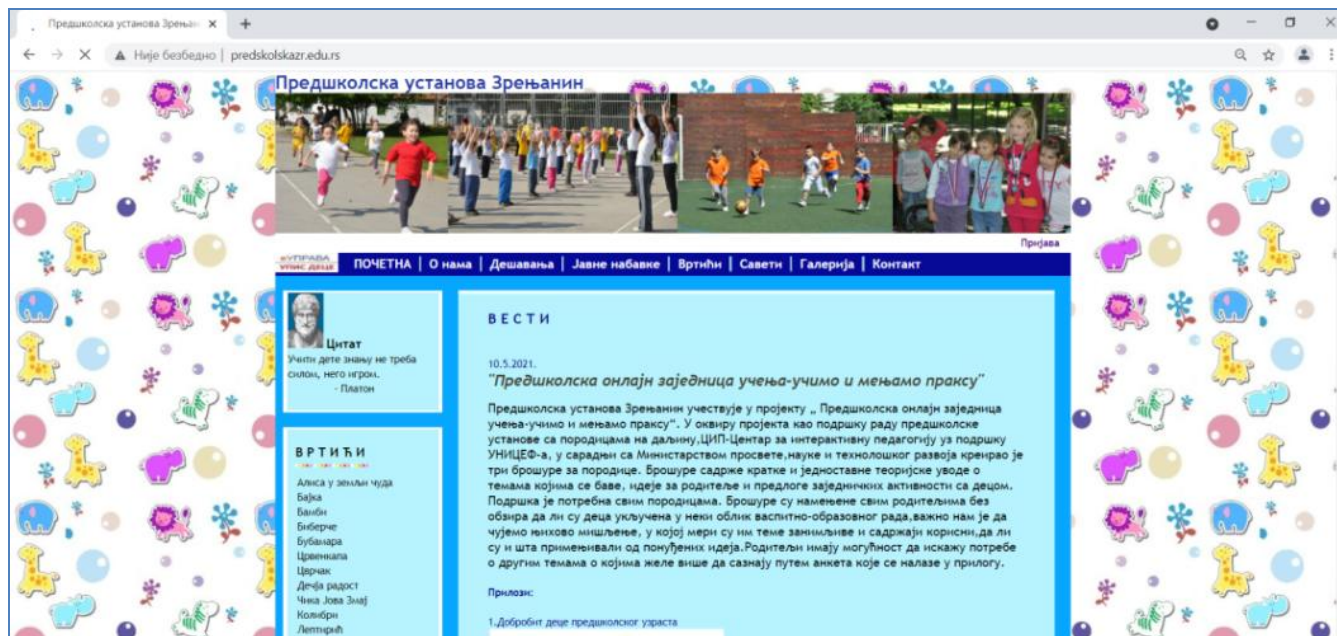 Предшколска установа Зрењан
Није безбедно | predskolskazr.edu.rs
Предшколска установа Зрењанин
Пријава
еУПРАВА
УПИС ДЕЦЕ
ПОЧЕТНА | О нама | Дешавања | Јавне набавке | Вртићи | Савети | Галерија | Контакт
Цитат
Учити дете знању не треба
силом, него игром.
- Платон
ВРТИЋИ
Алиса у земљи чуда
Бајка
Бамби
Биберче
Бубамара
Црвенкапа
Цврчак
Дечја радост
Чика Јова Змај
Колибри
Лептирић
ВЕСТИ
10.5.2021.
"Предшколска онлајн заједница учења-учимо и мењамо праксу"
Предшколска установа Зрењанин учествује у пројекту „ Предшколска онлајн заједница
учења-учимо и мењамо праксу“. У оквиру пројекта као подршку раду предшколске
установе са породицама на даљину,ЦИП-Центар за интерактивну педагогију уз подршку
УНИЦЕФ-а, у сарадњи са Министарством просвете,науке и технолошког развоја креирао је
три брошуре за породице. Брошуре садрже кратке и једноставне теоријске уводе о
темама којима се баве, идеје за родитеље и предлоге заједничких активности са децом.
Подршка је потребна свим породицама. Брошуре су намењене свим родитељима без
обзира да ли су деца укључена у неки облик васпитно-образовног рада,важно нам је да
чујемо њихово мишљење, у којој мери су им теме занимљиве и садржаји корисни,да ли
су и шта примењивали од понуђених идеја.Родитељи имају могућност да искажу потребе
о другим темама о којима желе више да сазнају путем анкета које се налазе у прилогу.
Прилози:
1.Добробит деце предшколског узраста